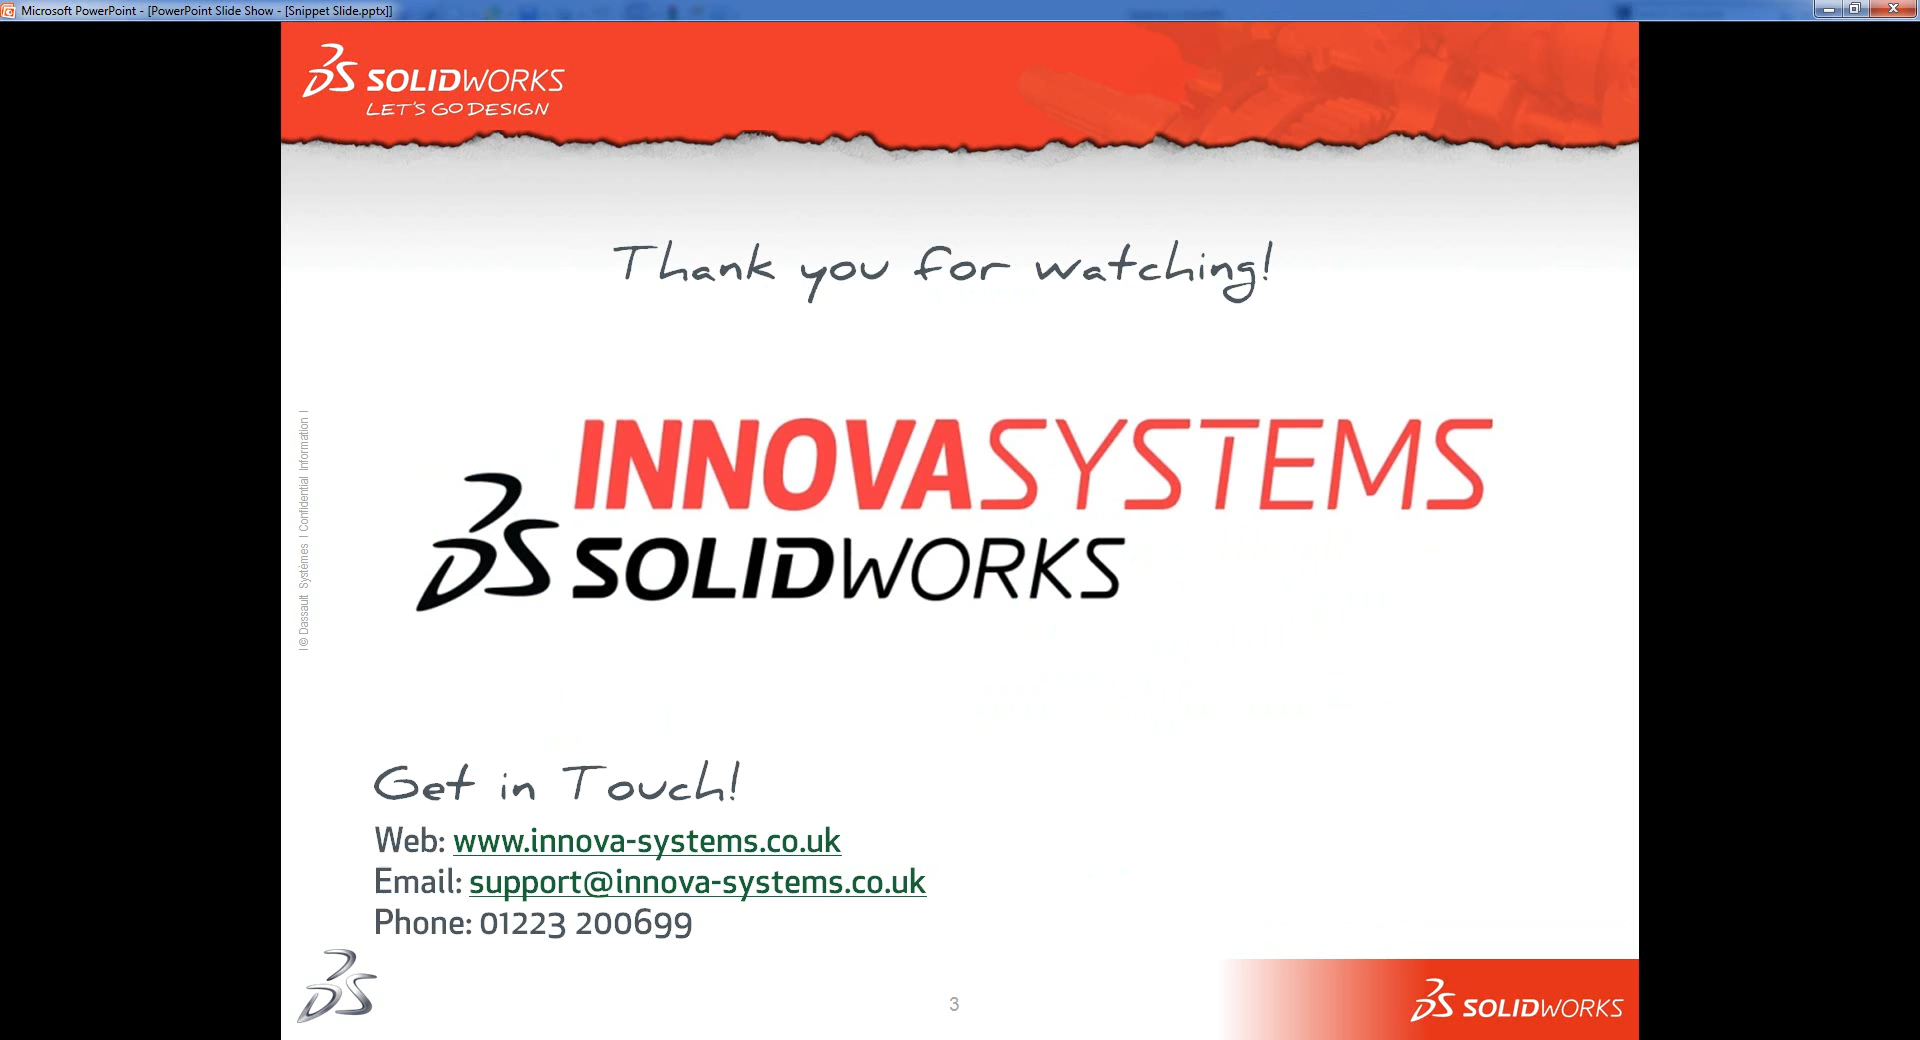 Microsoft PowerPoint - [PowerPoint Slide Show - [Snippet Slide.pptx]]
SOLIDWORKS
LET'S GO DESIGN
Thank you for watching!
INNOVASYSTEMS
SOLIDWORKS
I © Dassault Systèmes I Confidential Information I
Get in Touch!
Web: www.innova-systems.co.uk
Email: support@innova-systems.co.uk
Phone: 01223 200699
3
SOLIDWORKS